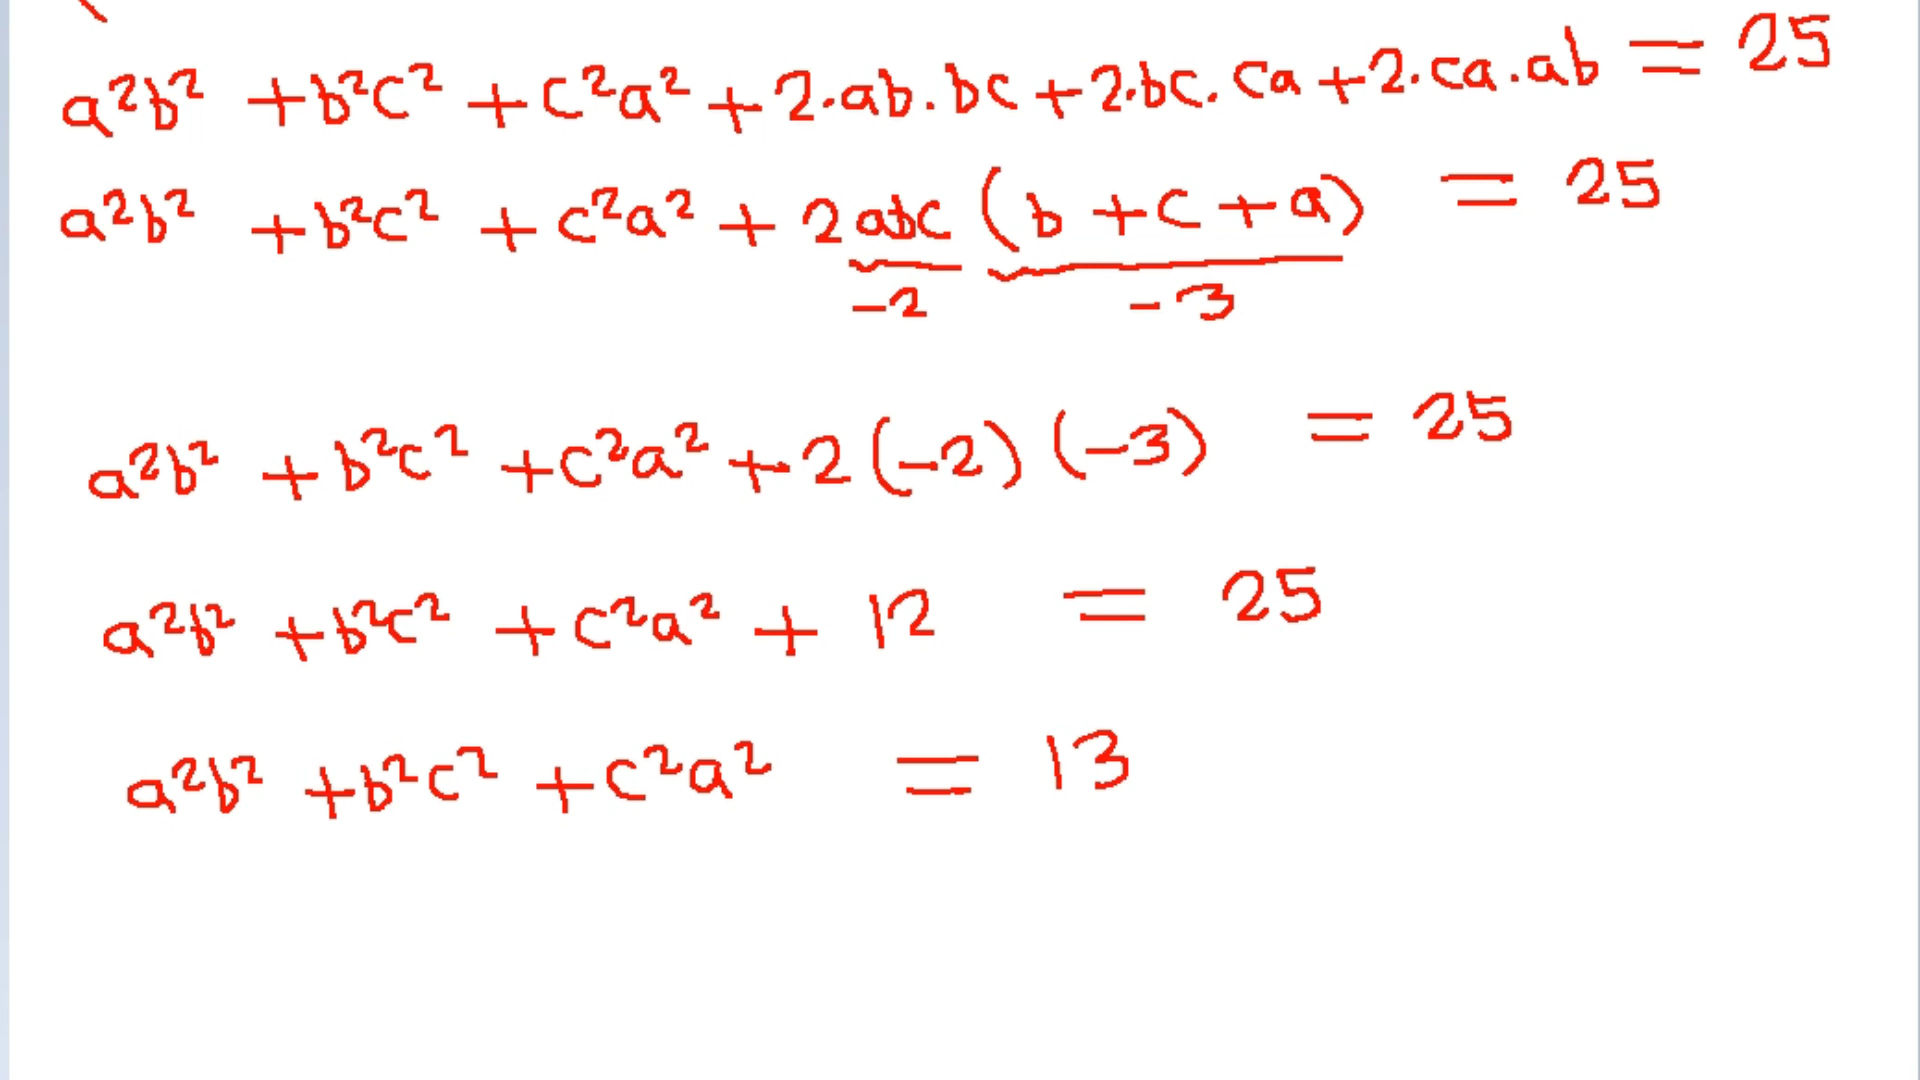 a²b² + b²c² + c²a² + 2·ab·bc + 2·bc·ca + 2·ca·ab = 25
a²b² + b²c² + c²a² + 2abc (b + c + a) = 25
-2 -3
a²b² + b²c² + c²a² + 2 (-2) (-3) = 25
a²b² + b²c² + c²a² + 12 = 25
a²b² + b²c² + c²a² = 13